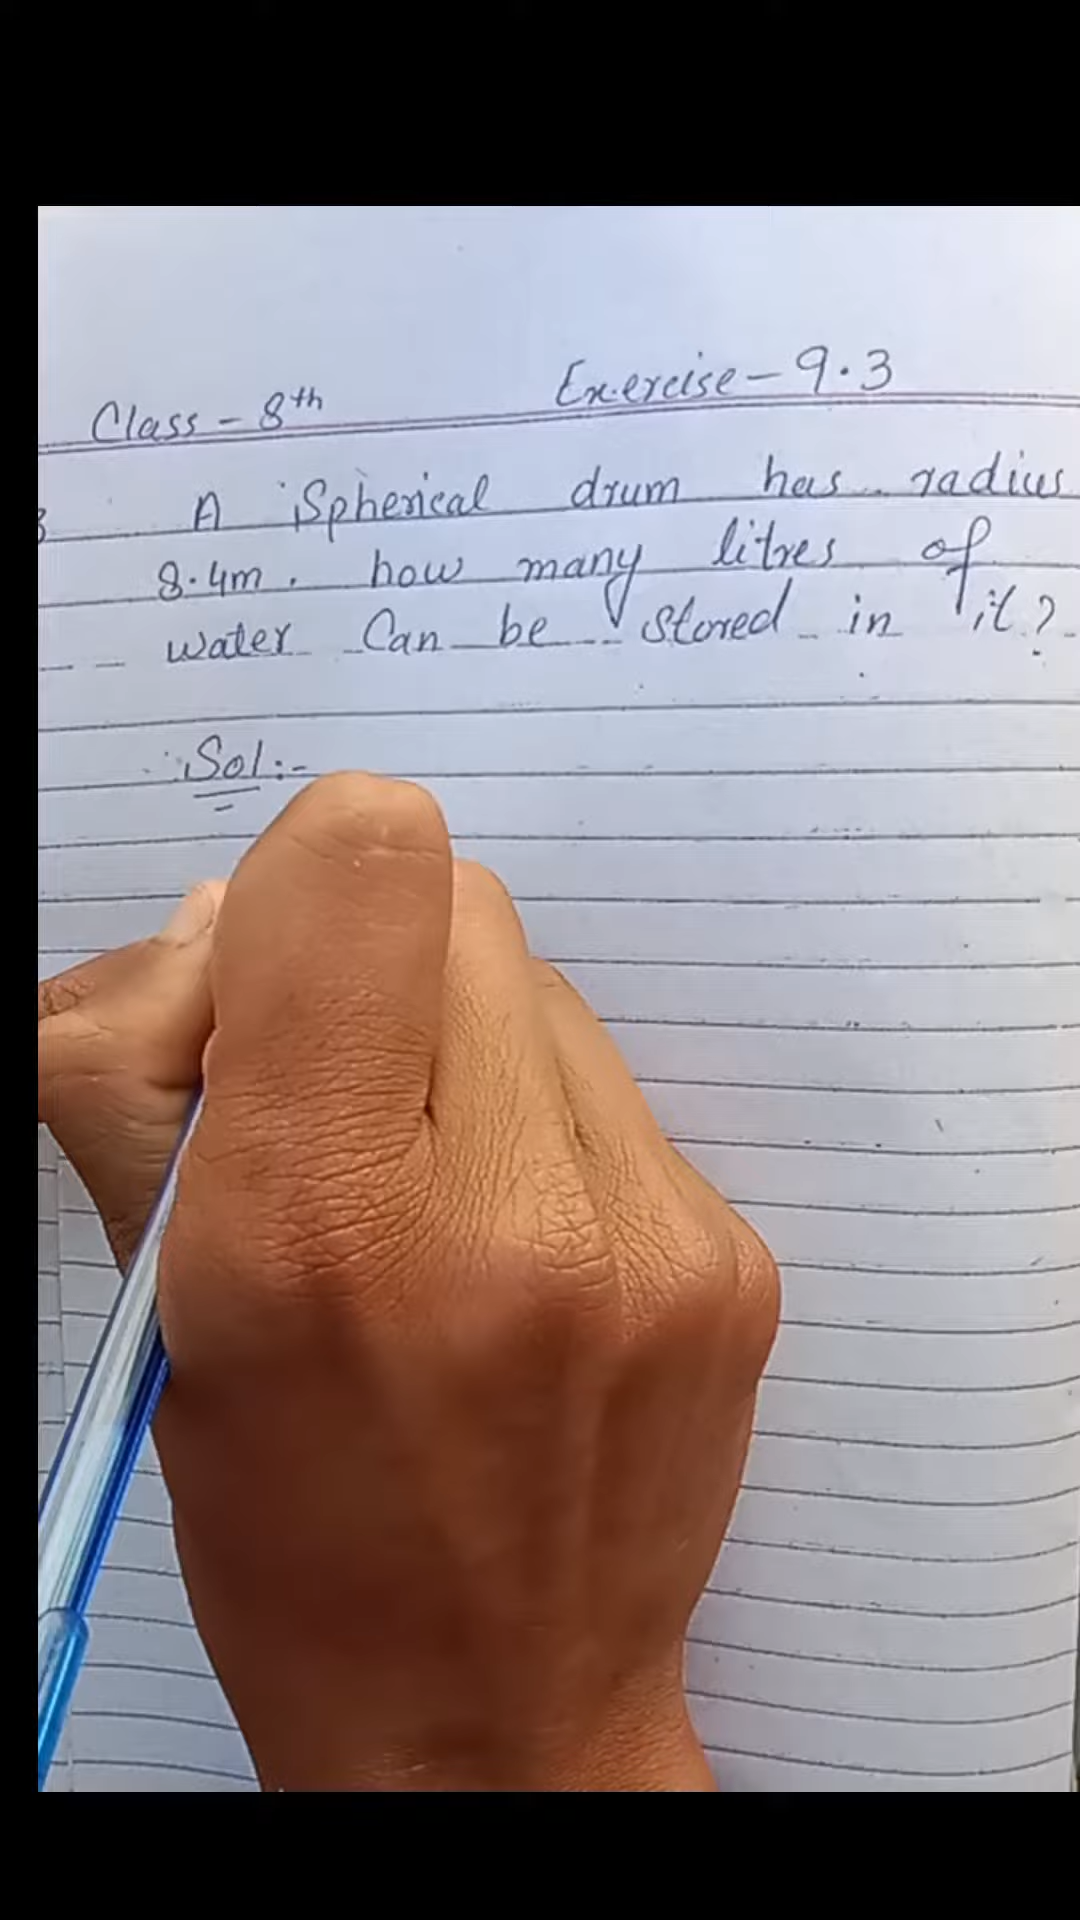 Class - 8th Exercise - 9.3
A Spherical drum has radius
8.4m. how many litres of
water Can be stored in it?
Sol:-